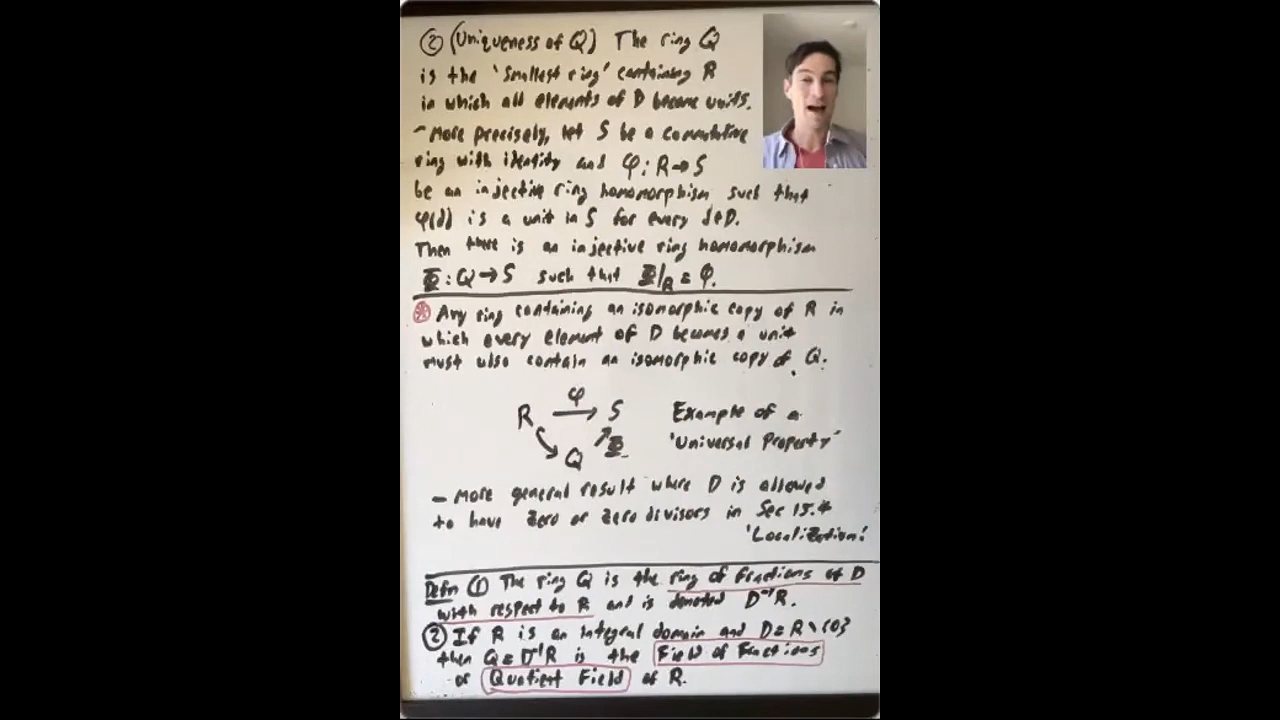 ② (Uniqueness of Q) The ring Q
is the 'smallest ring' containing R
in which all elements of D become units.
- More precisely, let S be a commutative
ring with identity and φ: R→S
be an injective ring homomorphism such that
φ(d) is a unit in S for every d∈D.
Then there is an injective ring homomorphism
Φ: Q→S such that Φ|R = φ.
⊛ Any ring containing an isomorphic copy of R in
which every element of D becomes a unit
must also contain an isomorphic copy of Q.
φ
R → S
Φ
Q
Example of a
'Universal Property'
- More general result where D is allowed
to have zero or zero divisors in Sec 15.4
'Localization'
Defn ① The ring Q is the ring of fractions of D
with respect to R and is denoted D⁻¹R.
② If R is an integral domain and D = R \ {0}
then Q = D⁻¹R is the Field of Fractions
or Quotient Field of R.